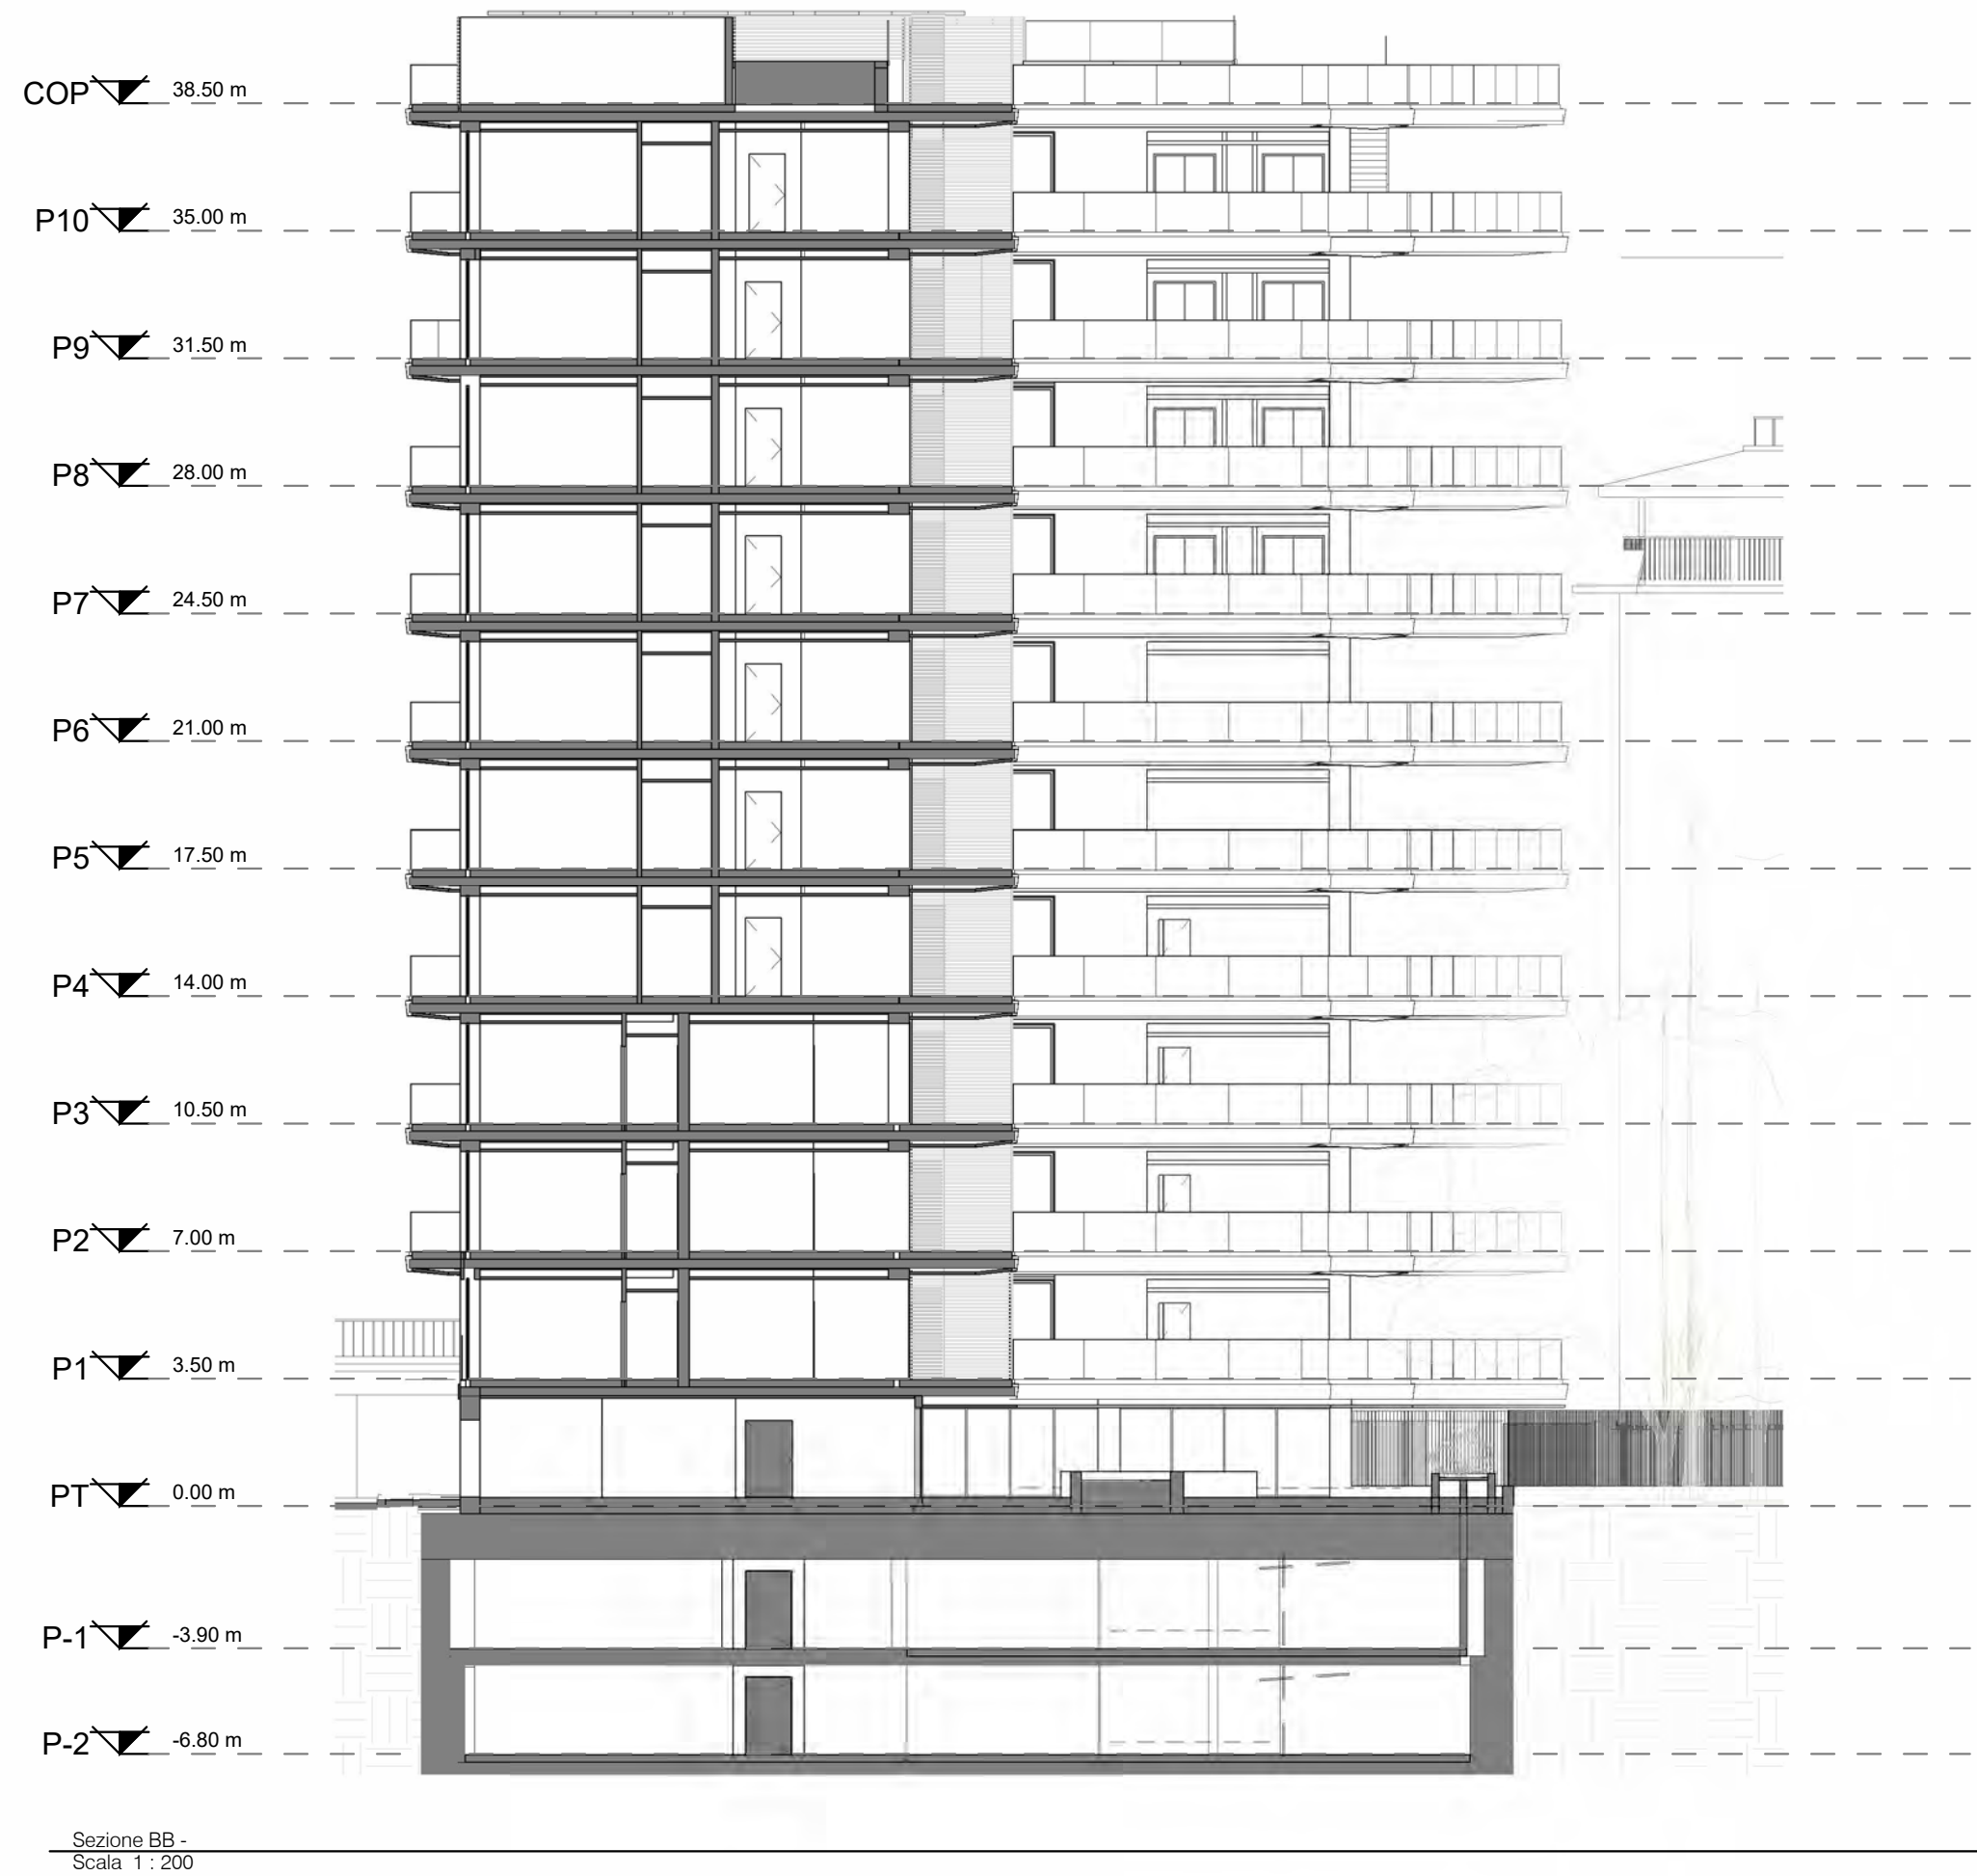 COP 38.50 m
P10 35.00 m
P9 31.50 m
P8 28.00 m
P7 24.50 m
P6 21.00 m
P5 17.50 m
P4 14.00 m
P3 10.50 m
P2 7.00 m
P1 3.50 m
PT 0.00 m
P-1 -3.90 m
P-2 -6.80 m
Sezione BB -
Scala 1 : 200